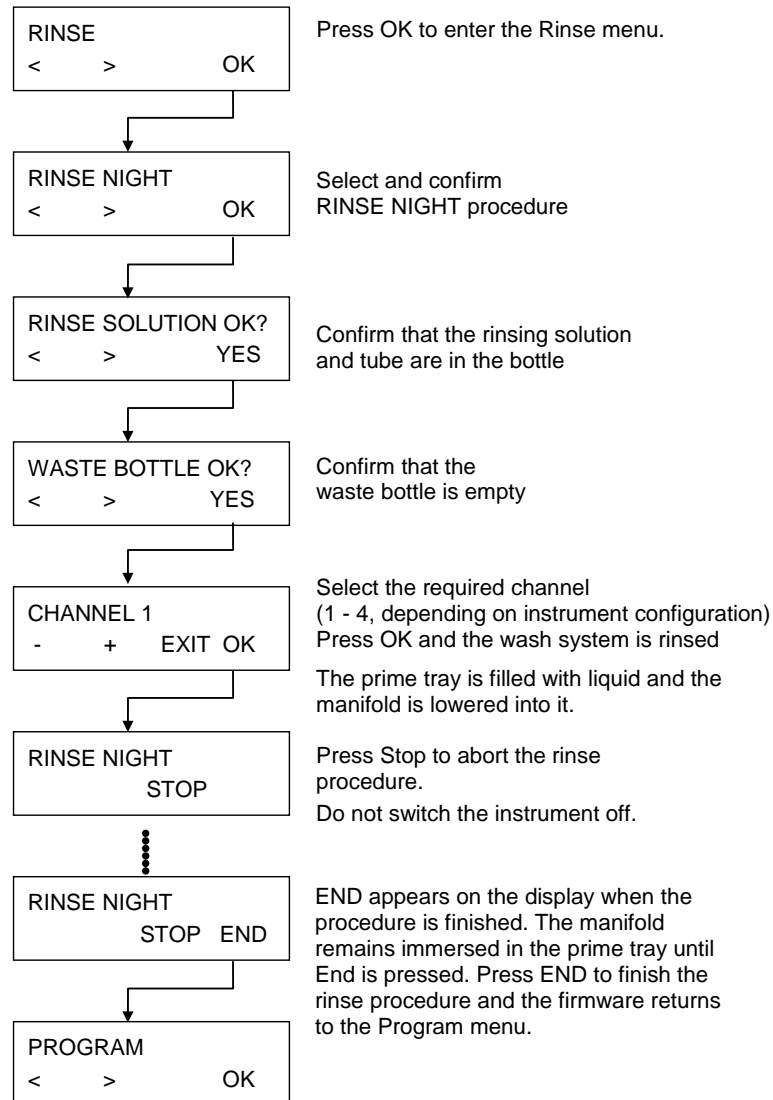 RINSE
< > OK
Press OK to enter the Rinse menu.
RINSE NIGHT
< > OK
Select and confirm
RINSE NIGHT procedure
RINSE SOLUTION OK?
< > YES
Confirm that the rinsing solution
and tube are in the bottle
WASTE BOTTLE OK?
< > YES
Confirm that the
waste bottle is empty
CHANNEL 1
- + EXIT OK
Select the required channel
(1 - 4, depending on instrument configuration)
Press OK and the wash system is rinsed
The prime tray is filled with liquid and the
manifold is lowered into it.
RINSE NIGHT
STOP
Press Stop to abort the rinse
procedure.
Do not switch the instrument off.
RINSE NIGHT
STOP END
END appears on the display when the
procedure is finished. The manifold
remains immersed in the prime tray until
End is pressed. Press END to finish the
rinse procedure and the firmware returns
to the Program menu.
PROGRAM
< > OK